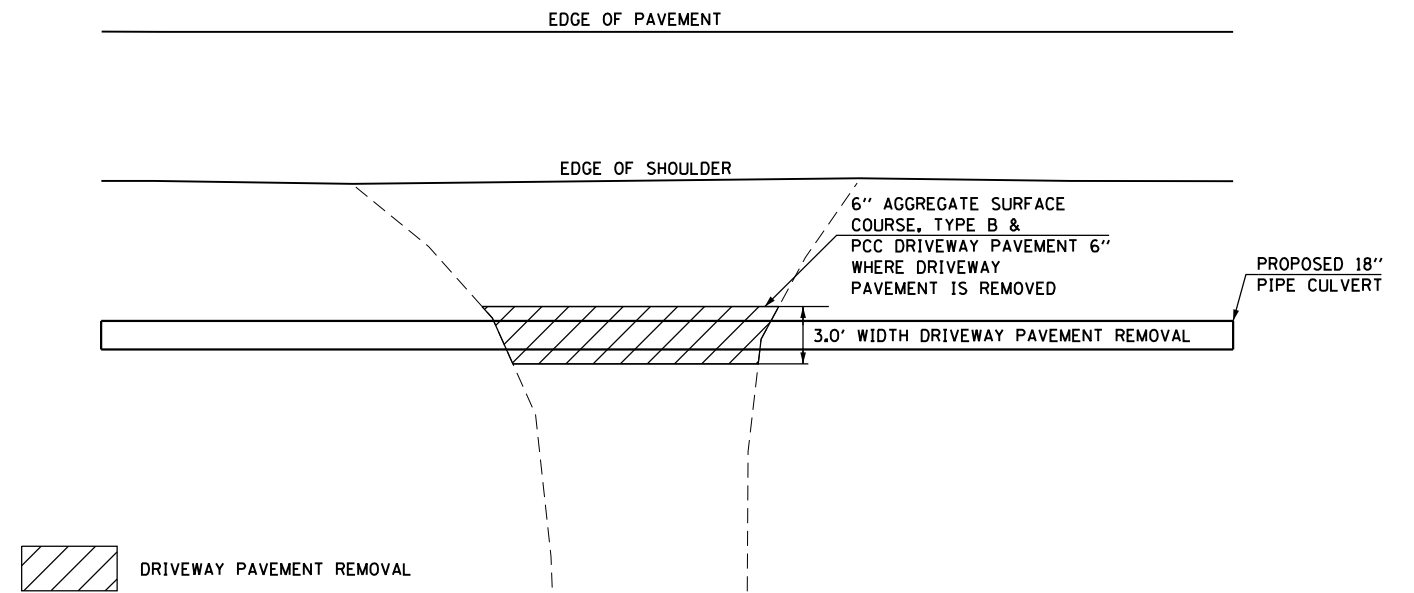 EDGE OF PAVEMENT
EDGE OF SHOULDER
6'' AGGREGATE SURFACE
COURSE, TYPE B &
PCC DRIVEWAY PAVEMENT 6''
WHERE DRIVEWAY
PAVEMENT IS REMOVED
PROPOSED 18''
PIPE CULVERT
3.0' WIDTH DRIVEWAY PAVEMENT REMOVAL
DRIVEWAY PAVEMENT REMOVAL